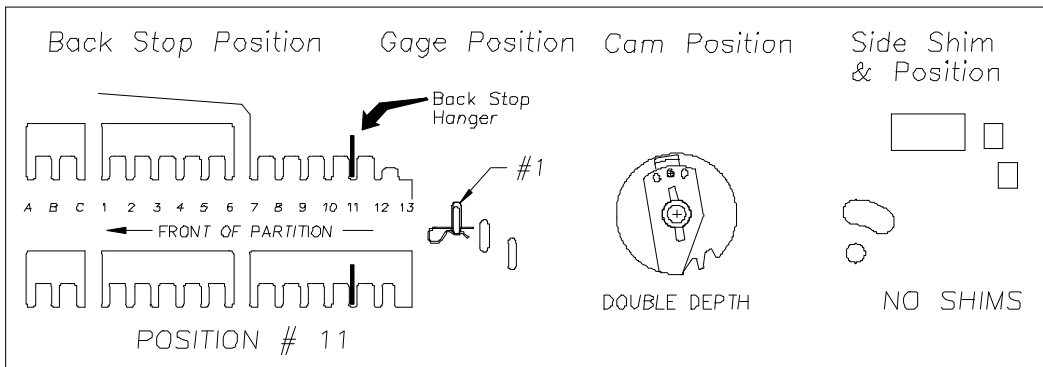 Back Stop Position
Gage Position
Cam Position
Side Shim
& Position
Back Stop
Hanger
#1
A B C 1 2 3 4 5 6 7 8 9 10 11 12 13
FRONT OF PARTITION
DOUBLE DEPTH
NO SHIMS
POSITION # 11